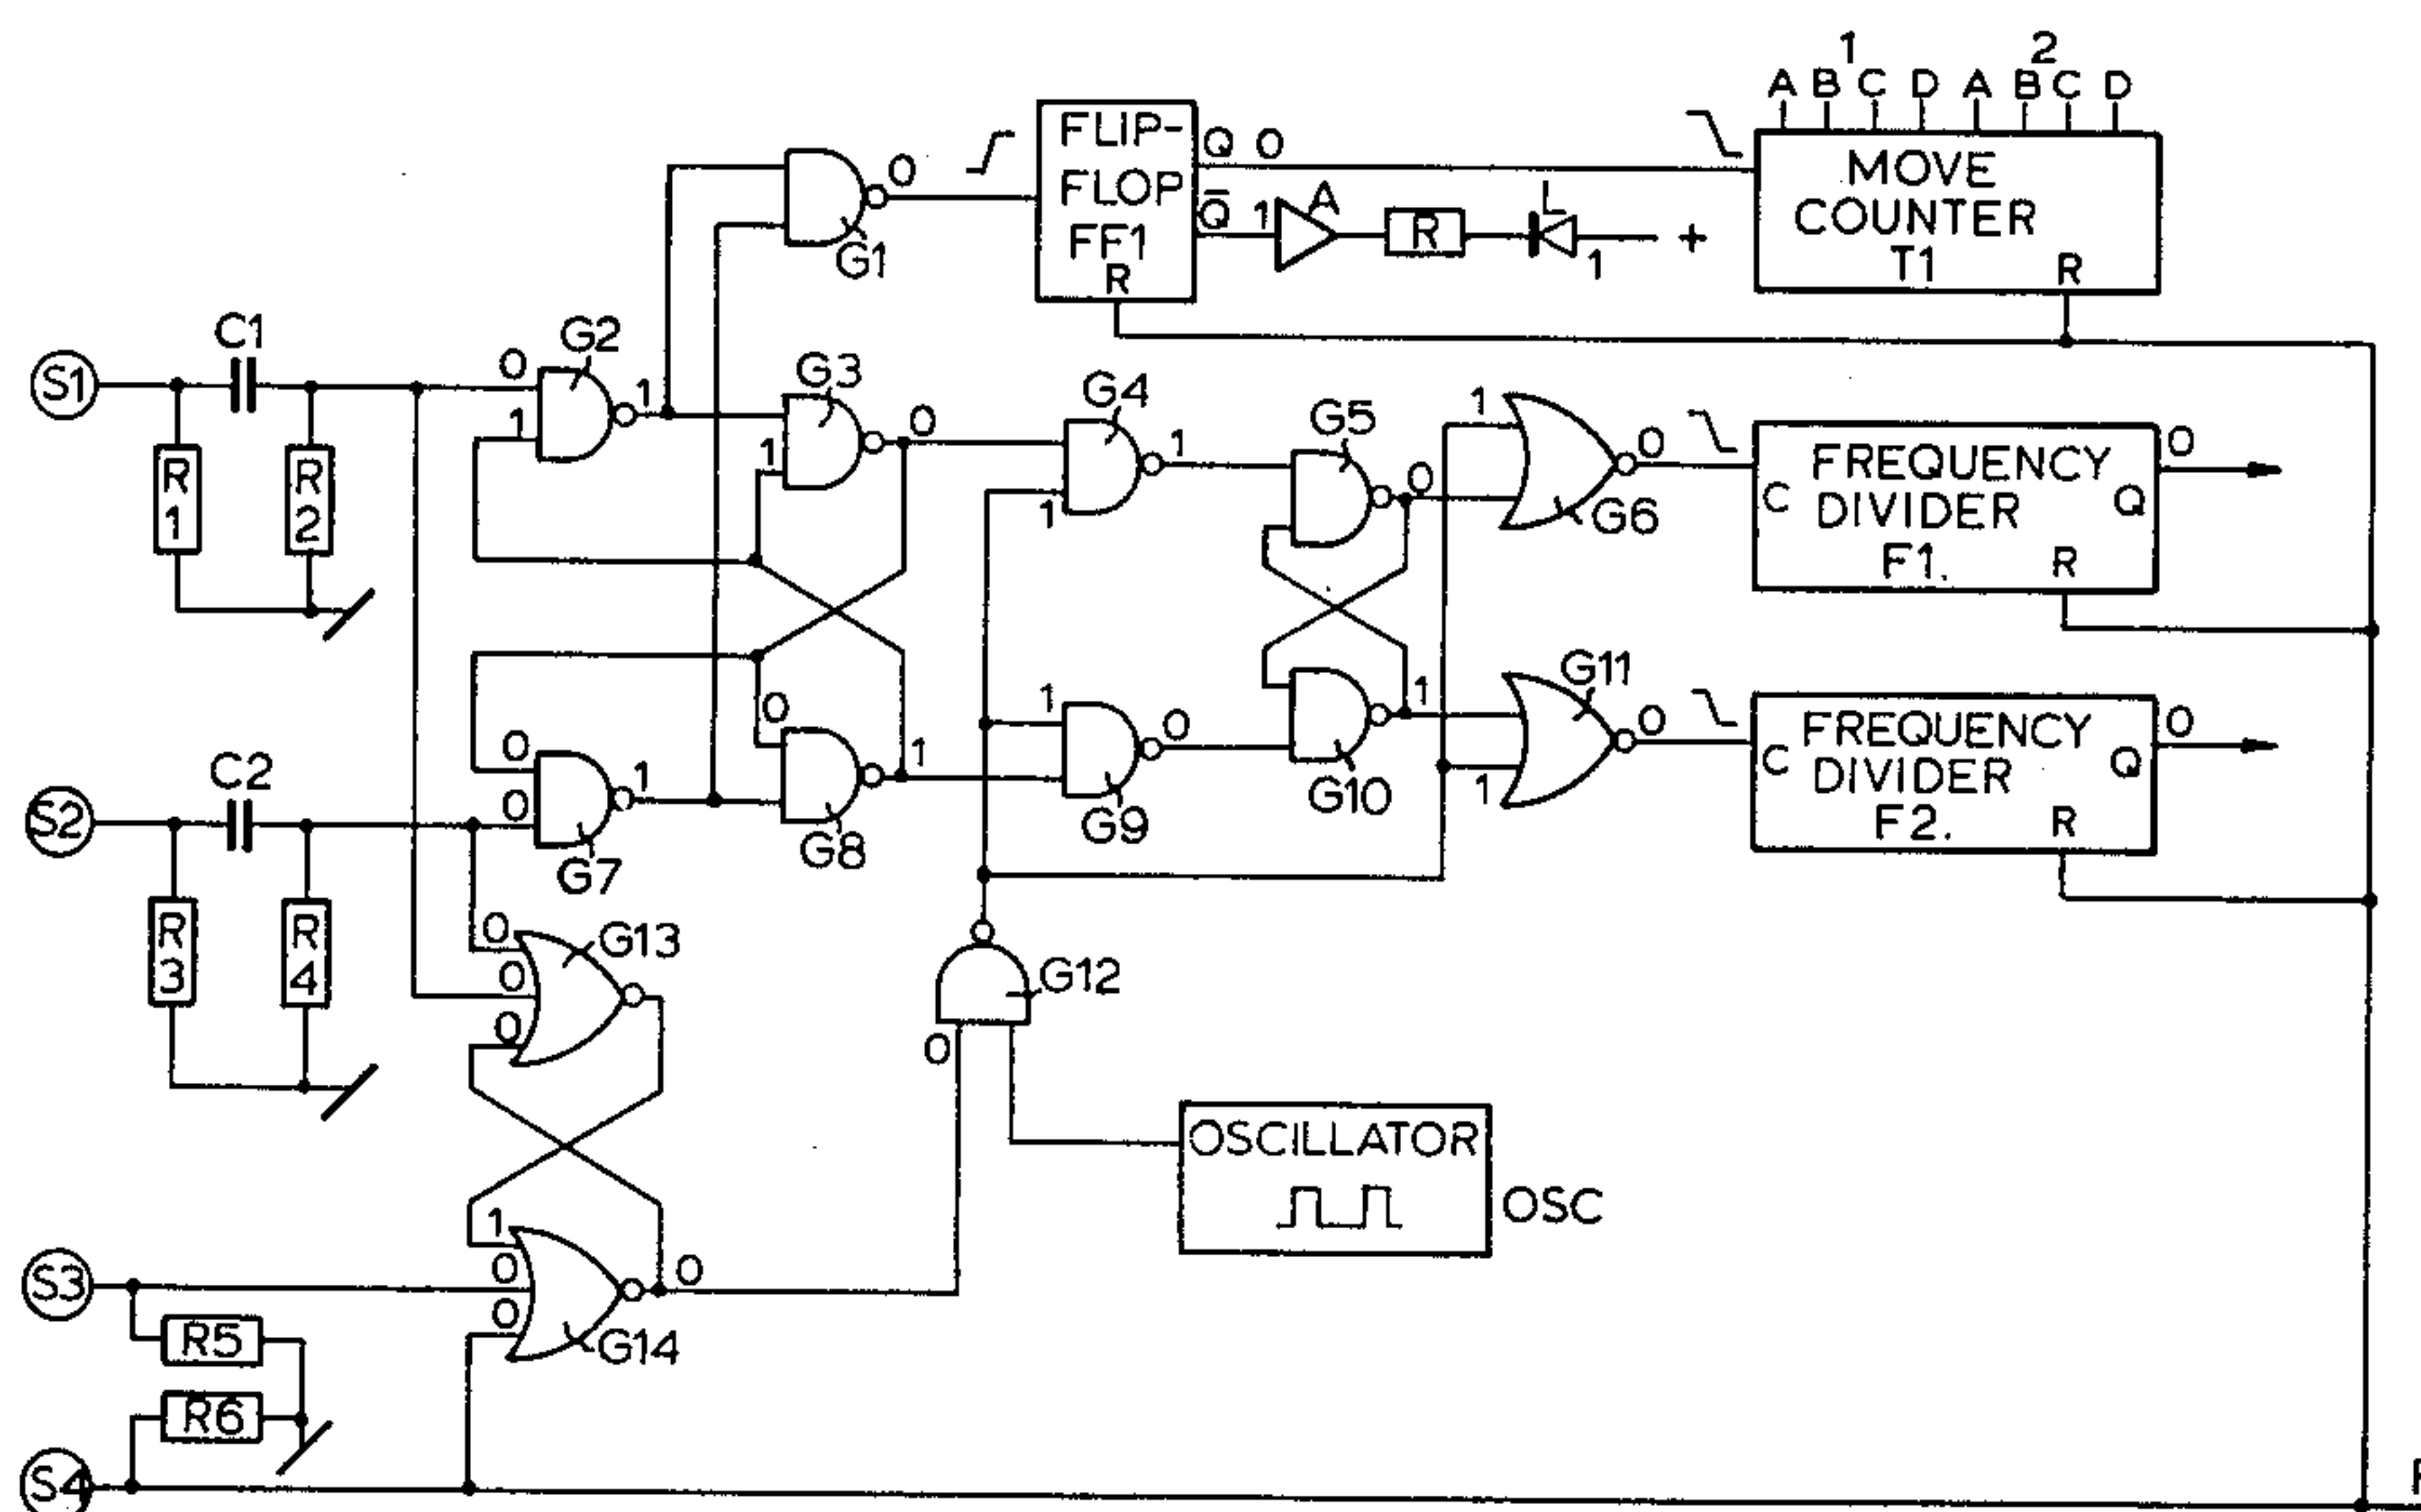 1 2
A B C D A B C D
FLIP-
FLOP
FF1
R
Q 0
Q̄ 1
A
R
L
1
+
MOVE
COUNTER
T1
R
0
G1
S1
C1
R1
R2
0
1
G2
1
G3
1
0
G4
1
1
G5
0
1
G6
0
C
FREQUENCY
DIVIDER
F1.
R
Q
0
S2
C2
R3
R4
0
0
G7
1
0
G8
1
1
G9
0
G10
1
1
G11
0
C
FREQUENCY
DIVIDER
F2.
R
Q
0
0
0
0
G13
G12
0
OSCILLATOR
OSC
S3
R5
R6
S4
1
0
0
G14
0